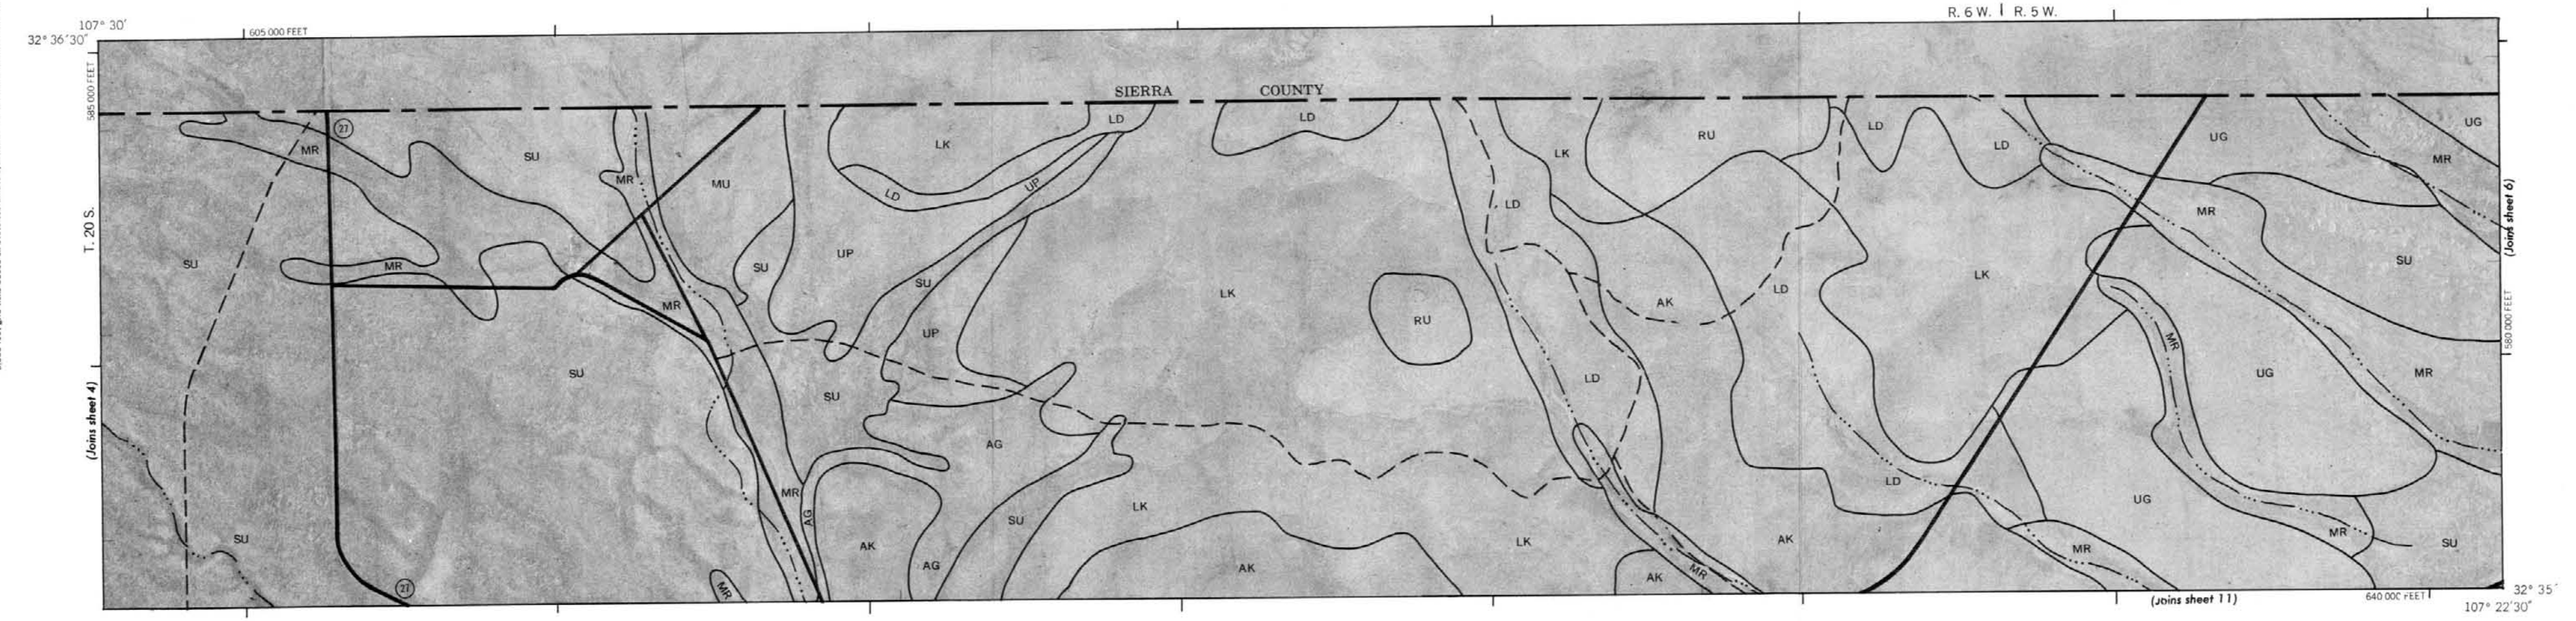 R. 6 W. | R. 5 W.
107° 30′
605 000 FEET
32° 36′30″
585 000 FEET
SIERRA COUNTY
LD
LD
UG
27
LD
RU
UG
MR
SU
LK
LK
LD
MR
MR
MU
LD
UP
LD
MR
T. 20 S.
(Joins sheet 6)
SU
MR
SU
UP
SU
LK
AK
LD
LK
SU
MR
UP
RU
580 000 FEET
MR
SU
SU
LD
UG
MR
(Joins sheet 4)
AG
MR
AG
SU
LK
LD
UG
SU
AK
AG
AK
LK
AK
MR
AK
MR
MR
SU
27
MR
(Joins sheet 11)
640 000 FEET
32° 35′
107° 22′30″